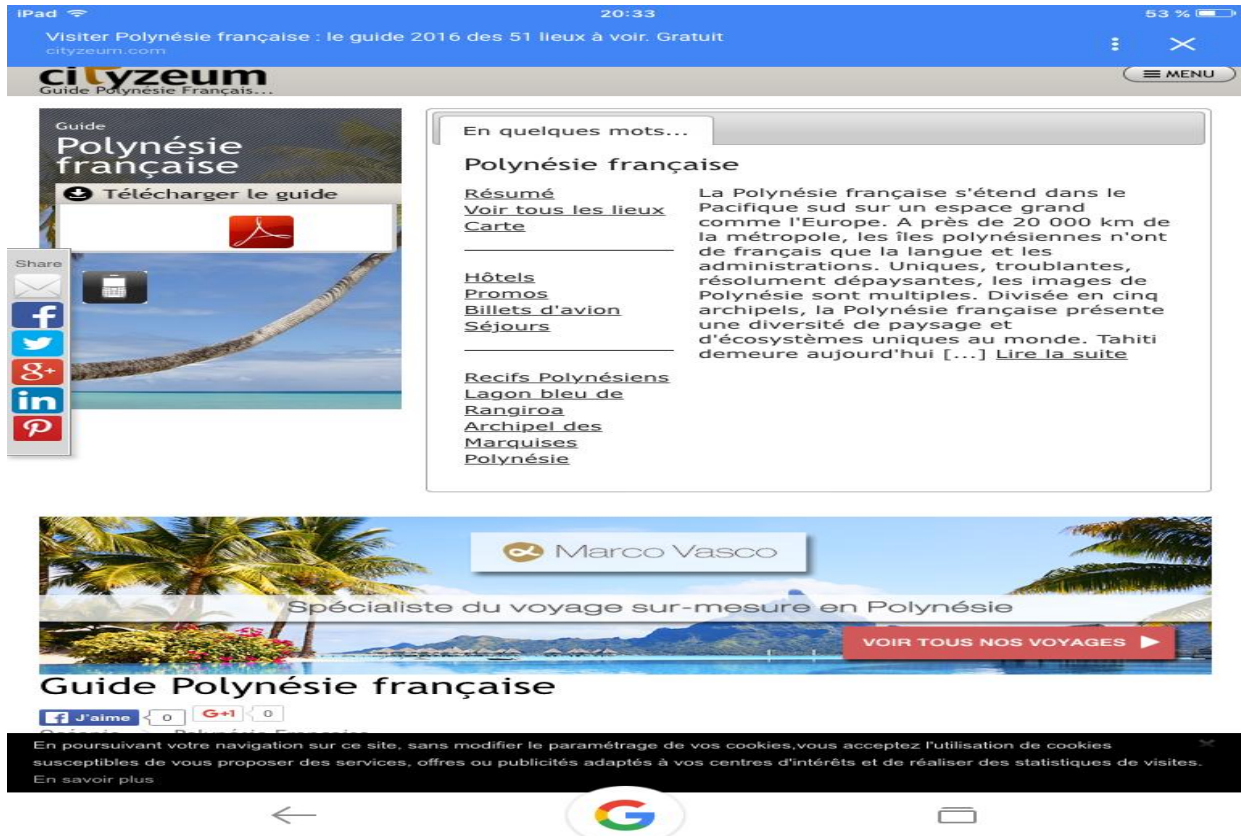 iPad 20:33 53 %
Visiter Polynésie française : le guide 2016 des 51 lieux à voir. Gratuit
cityzeum.com
cityzeum
Guide Polynésie Français...
MENU
Guide
Polynésie
française
Télécharger le guide
Share
En quelques mots...
Polynésie française
Résumé
Voir tous les lieux
Carte
Hôtels
Promos
Billets d'avion
Séjours
Recifs Polynésiens
Lagon bleu de
Rangiroa
Archipel des
Marquises
Polynésie
La Polynésie française s'étend dans le
Pacifique sud sur un espace grand
comme l'Europe. A près de 20 000 km de
la métropole, les îles polynésiennes n'ont
de français que la langue et les
administrations. Uniques, troublantes,
résolument dépaysantes, les images de
Polynésie sont multiples. Divisée en cinq
archipels, la Polynésie française présente
une diversité de paysage et
d'écosystèmes uniques au monde. Tahiti
demeure aujourd'hui [...] Lire la suite
Marco Vasco
Spécialiste du voyage sur-mesure en Polynésie
VOIR TOUS NOS VOYAGES
Guide Polynésie française
J'aime 0 G+1 0
Océanie > Polynésie Française
En poursuivant votre navigation sur ce site, sans modifier le paramétrage de vos cookies,vous acceptez l'utilisation de cookies
susceptibles de vous proposer des services, offres ou publicités adaptés à vos centres d'intérêts et de réaliser des statistiques de visites.
En savoir plus